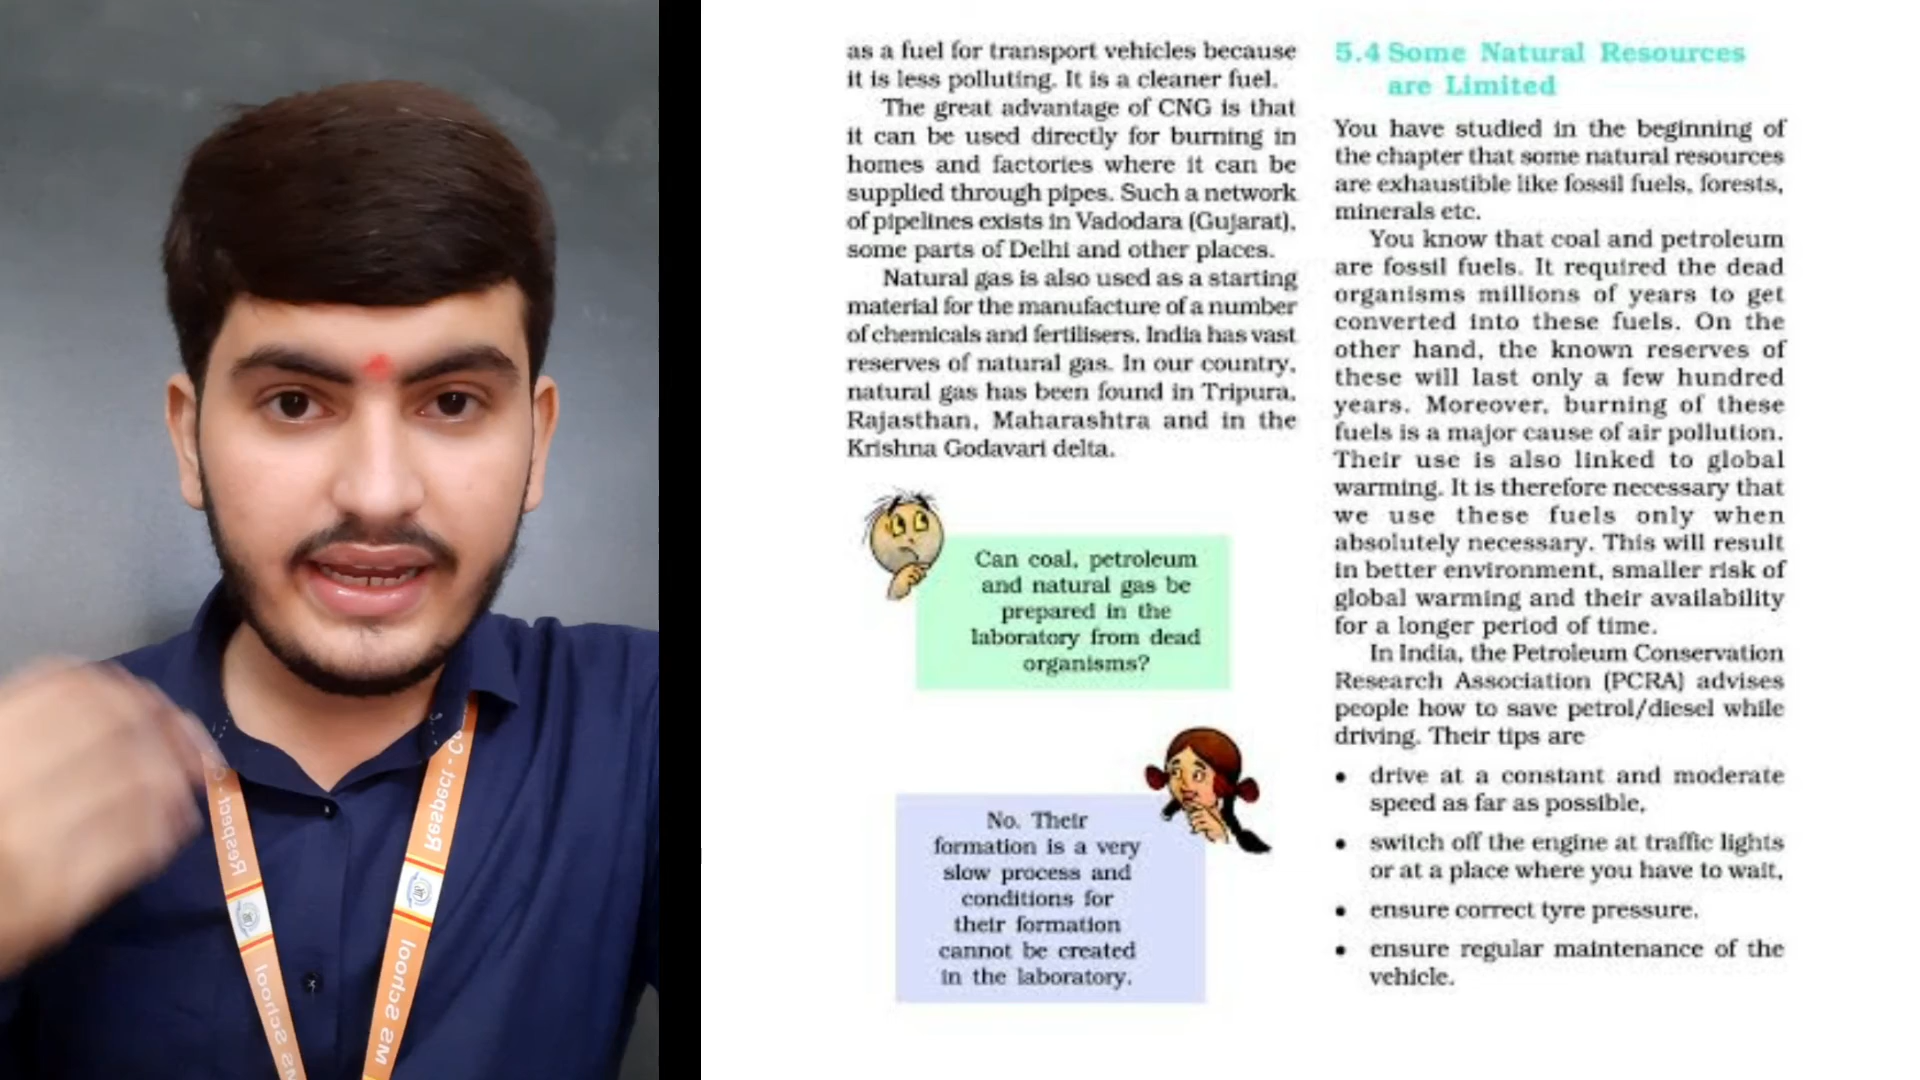 Respect - C
Respect - Co
MS School
MS School
as a fuel for transport vehicles because
it is less polluting. It is a cleaner fuel.
The great advantage of CNG is that
it can be used directly for burning in
homes and factories where it can be
supplied through pipes. Such a network
of pipelines exists in Vadodara (Gujarat),
some parts of Delhi and other places.
Natural gas is also used as a starting
material for the manufacture of a number
of chemicals and fertilisers. India has vast
reserves of natural gas. In our country,
natural gas has been found in Tripura,
Rajasthan, Maharashtra and in the
Krishna Godavari delta.
Can coal, petroleum
and natural gas be
prepared in the
laboratory from dead
organisms?
No. Their
formation is a very
slow process and
conditions for
their formation
cannot be created
in the laboratory.
5.4 Some Natural Resources
are Limited
You have studied in the beginning of
the chapter that some natural resources
are exhaustible like fossil fuels, forests,
minerals etc.
You know that coal and petroleum
are fossil fuels. It required the dead
organisms millions of years to get
converted into these fuels. On the
other hand, the known reserves of
these will last only a few hundred
years. Moreover, burning of these
fuels is a major cause of air pollution.
Their use is also linked to global
warming. It is therefore necessary that
we use these fuels only when
absolutely necessary. This will result
in better environment, smaller risk of
global warming and their availability
for a longer period of time.
In India, the Petroleum Conservation
Research Association (PCRA) advises
people how to save petrol/diesel while
driving. Their tips are
• drive at a constant and moderate
speed as far as possible,
• switch off the engine at traffic lights
or at a place where you have to wait,
• ensure correct tyre pressure.
• ensure regular maintenance of the
vehicle.